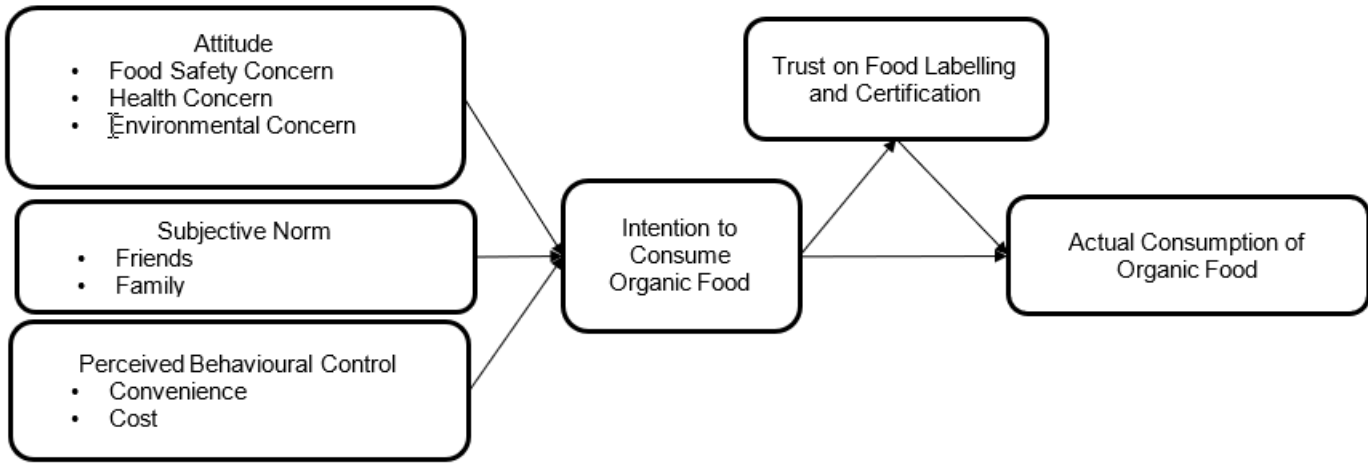 Attitude
• Food Safety Concern
• Health Concern
• Environmental Concern
Subjective Norm
• Friends
• Family
Perceived Behavioural Control
• Convenience
• Cost
Intention to
Consume
Organic Food
Trust on Food Labelling
and Certification
Actual Consumption of
Organic Food